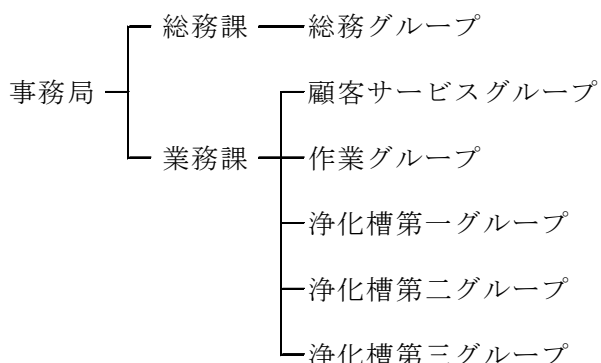 総務課 総務グループ
事務局
顧客サービスグループ
業務課 作業グループ
浄化槽第一グループ
浄化槽第二グループ
浄化槽第三グループ